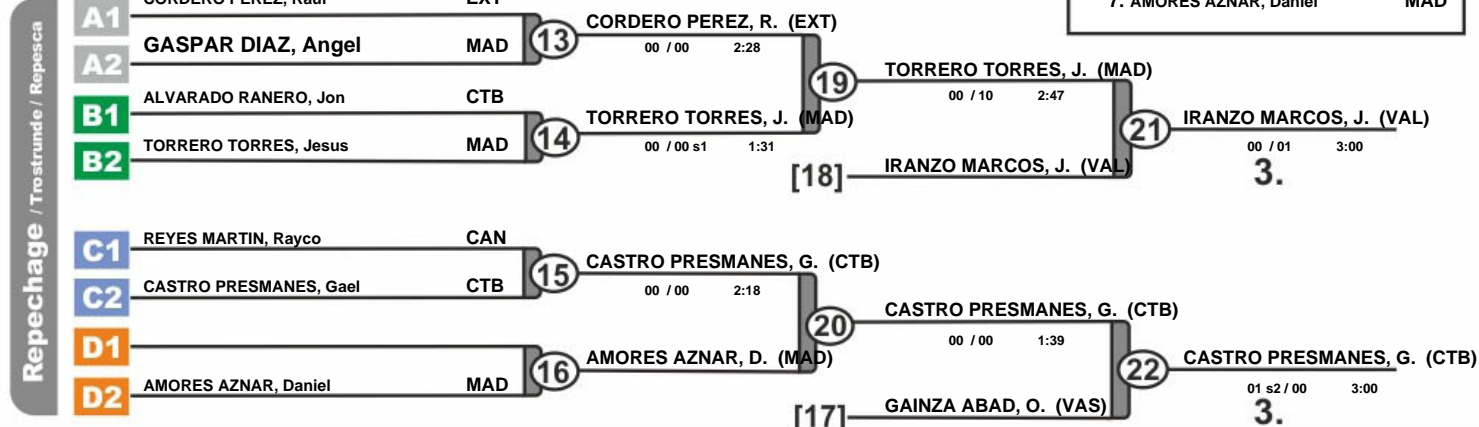 CORDERO PEREZ, Raul EXT
7. AMORES AZNAR, Daniel MAD
A1
CORDERO PEREZ, R. (EXT)
13
GASPAR DIAZ, Angel MAD
00 / 00 2:28
A2
TORRERO TORRES, J. (MAD)
19
00 / 10 2:47
B1
ALVARADO RANERO, Jon CTB
TORRERO TORRES, J. (MAD)
IRANZO MARCOS, J. (VAL)
14
21
B2
TORRERO TORRES, Jesus MAD
00 / 00 s1 1:31
00 / 01 3:00
[18]
IRANZO MARCOS, J. (VAL)
3.
Repechage / Trostrunde / Repesca
C1
REYES MARTIN, Rayco CAN
CASTRO PRESMANES, G. (CTB)
15
C2
CASTRO PRESMANES, Gael CTB
00 / 00 2:18
CASTRO PRESMANES, G. (CTB)
20
00 / 00 1:39
D1
AMORES AZNAR, D. (MAD)
CASTRO PRESMANES, G. (CTB)
16
22
D2
AMORES AZNAR, Daniel MAD
01 s2 / 00 3:00
[17]
GAINZA ABAD, O. (VAS)
3.